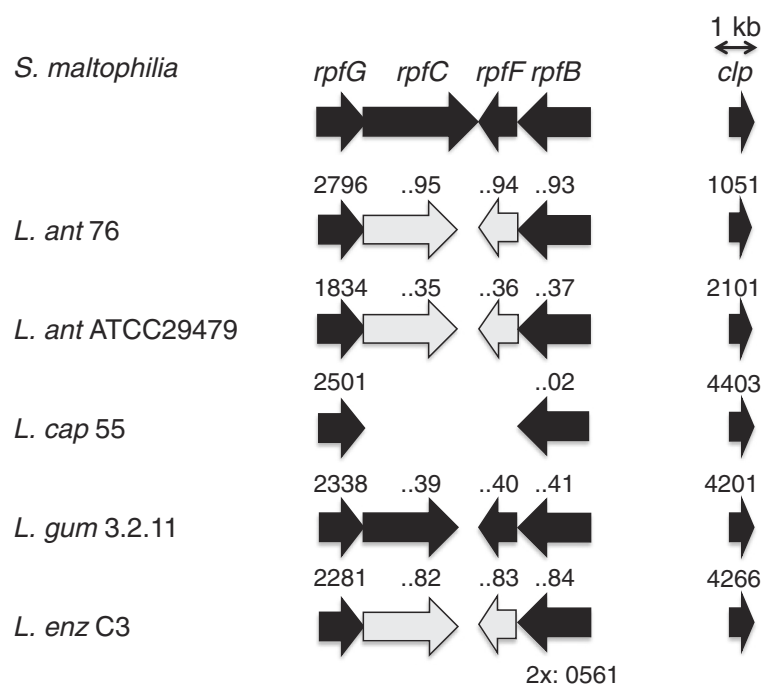 1 kb
S. maltophilia rpfG rpfC rpfF rpfB clp
2796 ..95 ..94 ..93 1051
L. ant 76
1834 ..35 ..36 ..37 2101
L. ant ATCC29479
2501 ..02 4403
L. cap 55
2338 ..39 ..40 ..41 4201
L. gum 3.2.11
2281 ..82 ..83 ..84 4266
L. enz C3
2x: 0561